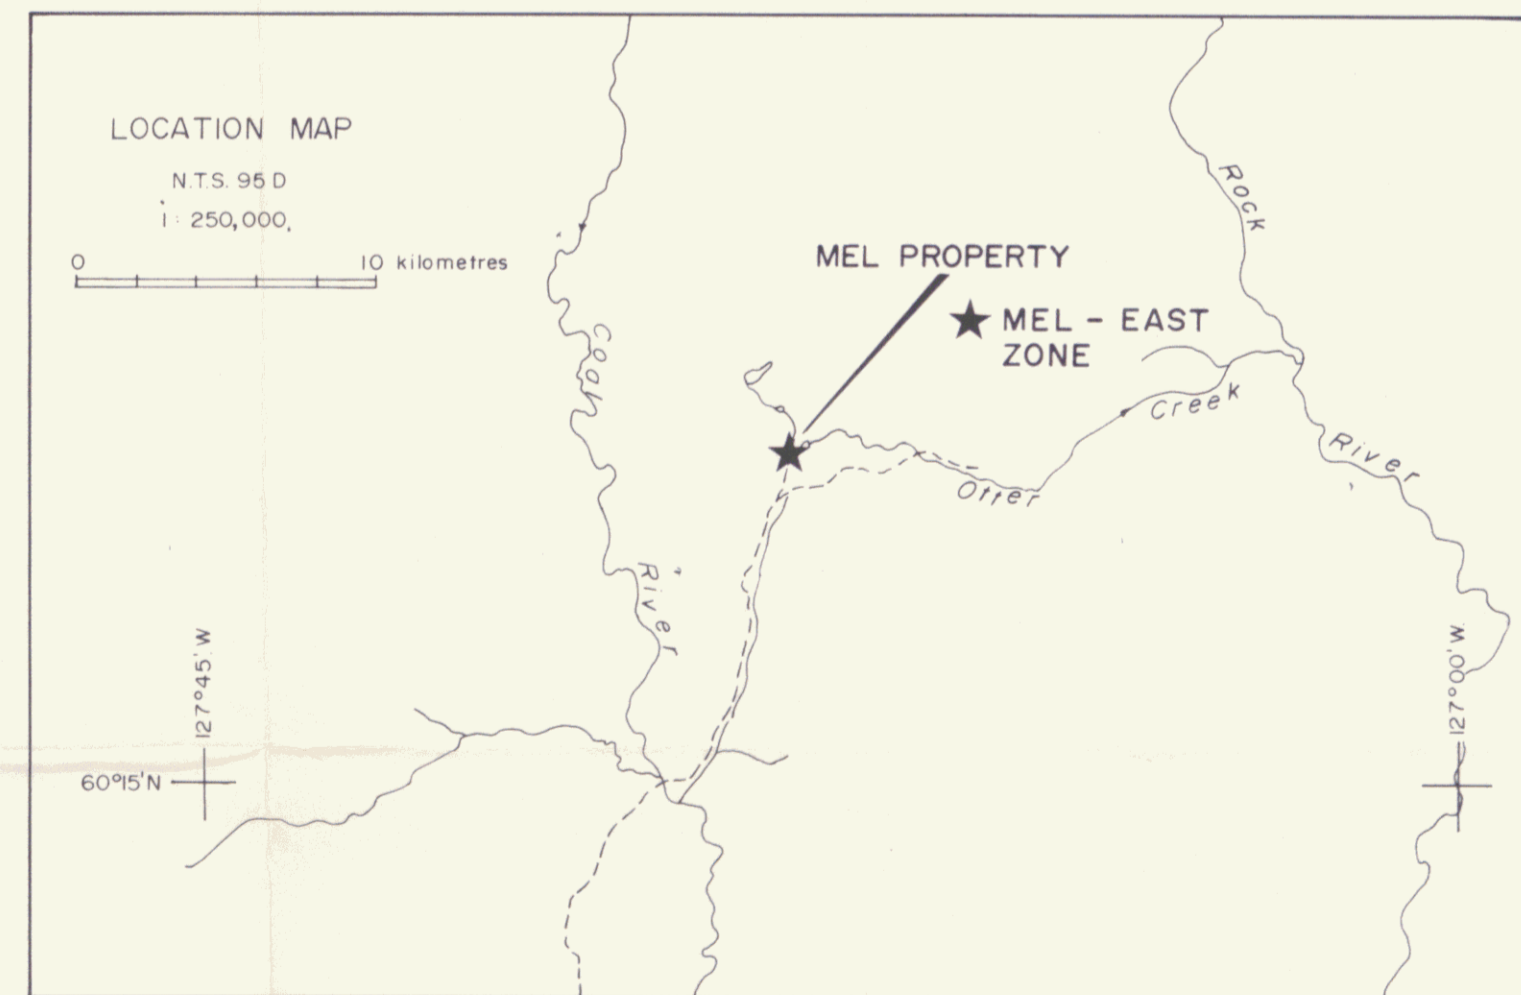 LOCATION MAP
N.T.S. 95 D
1 : 250,000
0 10 kilometres
MEL PROPERTY
MEL - EAST
ZONE
Rock
River
Coal
River
Otter
Creek
127°45' W
60°15'N
127°00' W